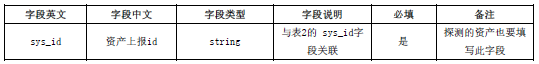 字段英文 字段中文 字段类型 字段说明 必填 备注
sys_id 资产上报id string 与表2的 sys_id字段关联 是 探测的资产也要填写此字段